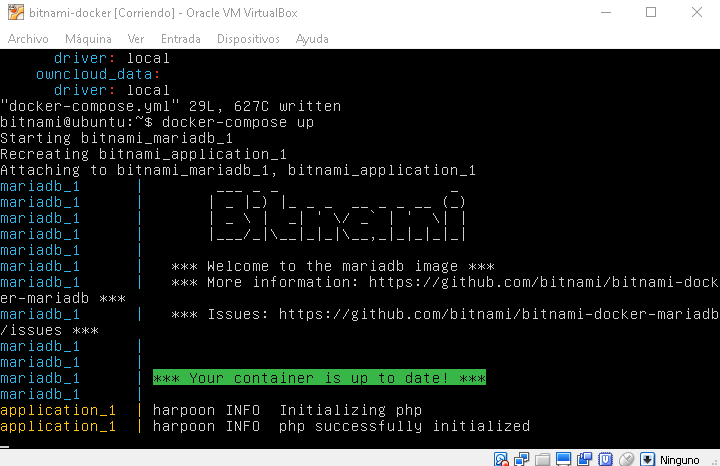 bitnami-docker [Corriendo] - Oracle VM VirtualBox
Archivo Máquina Ver Entrada Dispositivos Ayuda
driver: local
owncloud_data:
driver: local
"docker-compose.yml" 29L, 627C written
bitnami@ubuntu:~$ docker-compose up
Starting bitnami_mariadb_1
Recreating bitnami_application_1
Attaching to bitnami_mariadb_1, bitnami_application_1
mariadb_1 |
mariadb_1 |
mariadb_1 | Bitnami
mariadb_1 |
mariadb_1 |
mariadb_1 | *** Welcome to the mariadb image ***
mariadb_1 | *** More information: https://github.com/bitnami/bitnami-dock
er-mariadb ***
mariadb_1 | *** Issues: https://github.com/bitnami/bitnami-docker-mariadb
/issues ***
mariadb_1 |
mariadb_1 |
mariadb_1 | *** Your container is up to date! ***
mariadb_1 |
application_1 | harpoon INFO Initializing php
application_1 | harpoon INFO php successfully initialized
Ninguno